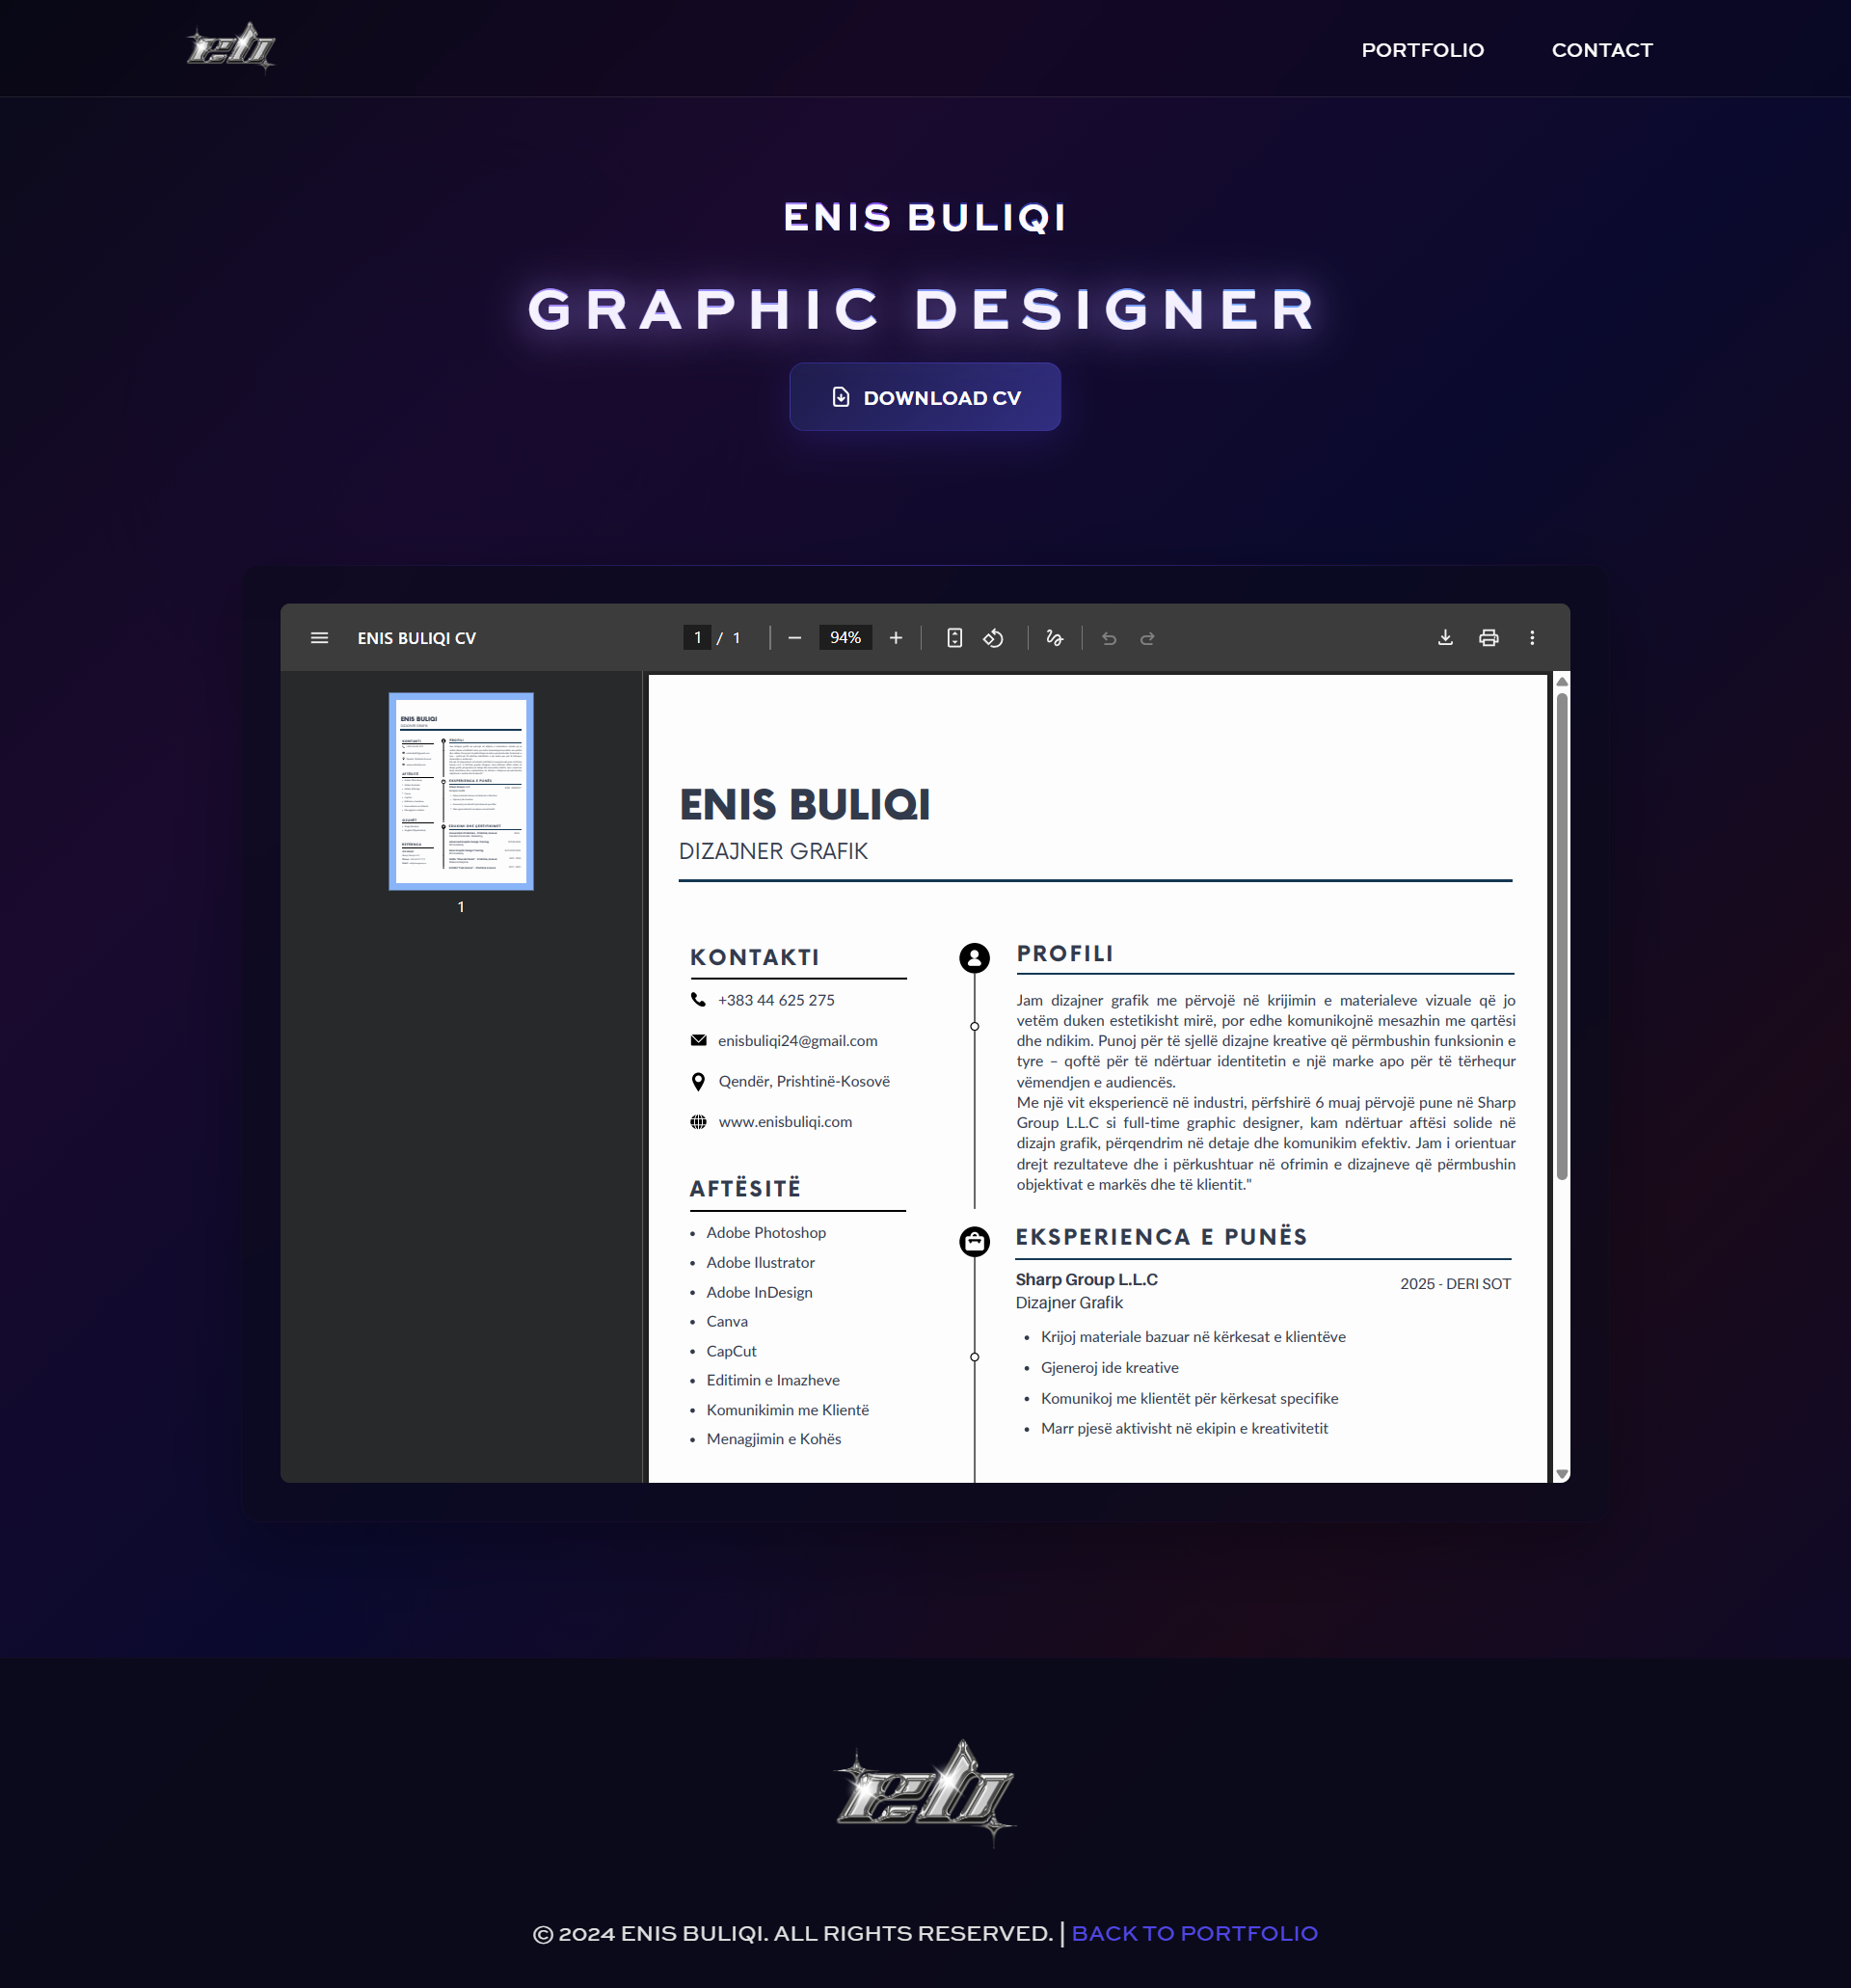 PORTFOLIO
CONTACT
ENIS BULIQI
GRAPHIC DESIGNER
DOWNLOAD CV
ENIS BULIQI CV
1 / 1
94%
ENIS BULIQI
DIZAJNER GRAFIK
KONTAKTI
PROFILI
EKSPERIENCA E PUNËS
AFTËSITË
1
ENIS BULIQI
DIZAJNER GRAFIK
KONTAKTI
+383 44 625 275
enisbuliqi24@gmail.com
Qendër, Prishtinë-Kosovë
www.enisbuliqi.com
AFTËSITË
• Adobe Photoshop
• Adobe Ilustrator
• Adobe InDesign
• Canva
• CapCut
• Editimin e Imazheve
• Komunikimin me Klientë
• Menagjimin e Kohës
PROFILI
Jam dizajner grafik me përvojë në krijimin e materialeve vizuale që jo
vetëm duken estetikisht mirë, por edhe komunikojnë mesazhin me qartësi
dhe ndikim. Punoj për të sjellë dizajne kreative që përmbushin funksionin e
tyre – qoftë për të ndërtuar identitetin e një marke apo për të tërhequr
vëmendjen e audiencës.
Me një vit eksperiencë në industri, përfshirë 6 muaj përvojë pune në Sharp
Group L.L.C si full-time graphic designer, kam ndërtuar aftësi solide në
dizajn grafik, përqendrim në detaje dhe komunikim efektiv. Jam i orientuar
drejt rezultateve dhe i përkushtuar në ofrimin e dizajneve që përmbushin
objektivat e markës dhe të klientit."
EKSPERIENCA E PUNËS
Sharp Group L.L.C
2025 - DERI SOT
Dizajner Grafik
• Krijoj materiale bazuar në kërkesat e klientëve
• Gjeneroj ide kreative
• Komunikoj me klientët për kërkesat specifike
• Marr pjesë aktivisht në ekipin e kreativitetit
© 2024 ENIS BULIQI. ALL RIGHTS RESERVED. | BACK TO PORTFOLIO